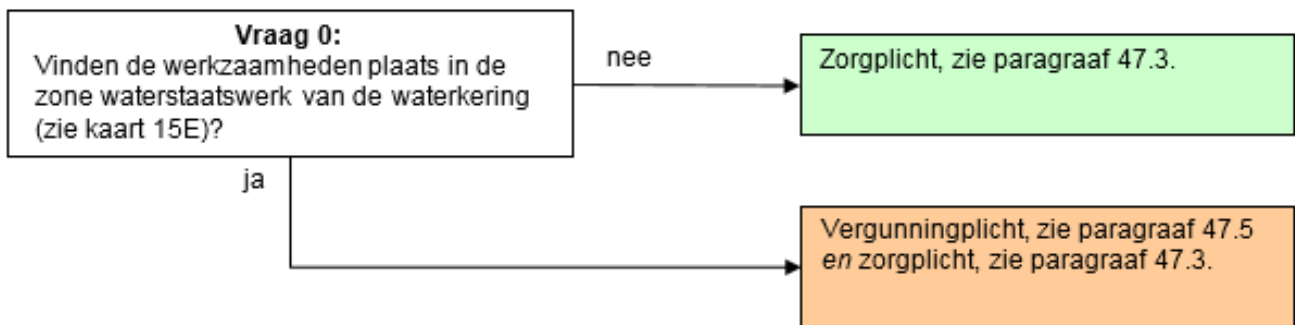 Vraag 0:
Vinden de werkzaamheden plaats in de
zone waterstaatswerk van de waterkering
(zie kaart 15E)?
nee
Zorgplicht, zie paragraaf 47.3.
ja
Vergunningplicht, zie paragraaf 47.5
en zorgplicht, zie paragraaf 47.3.